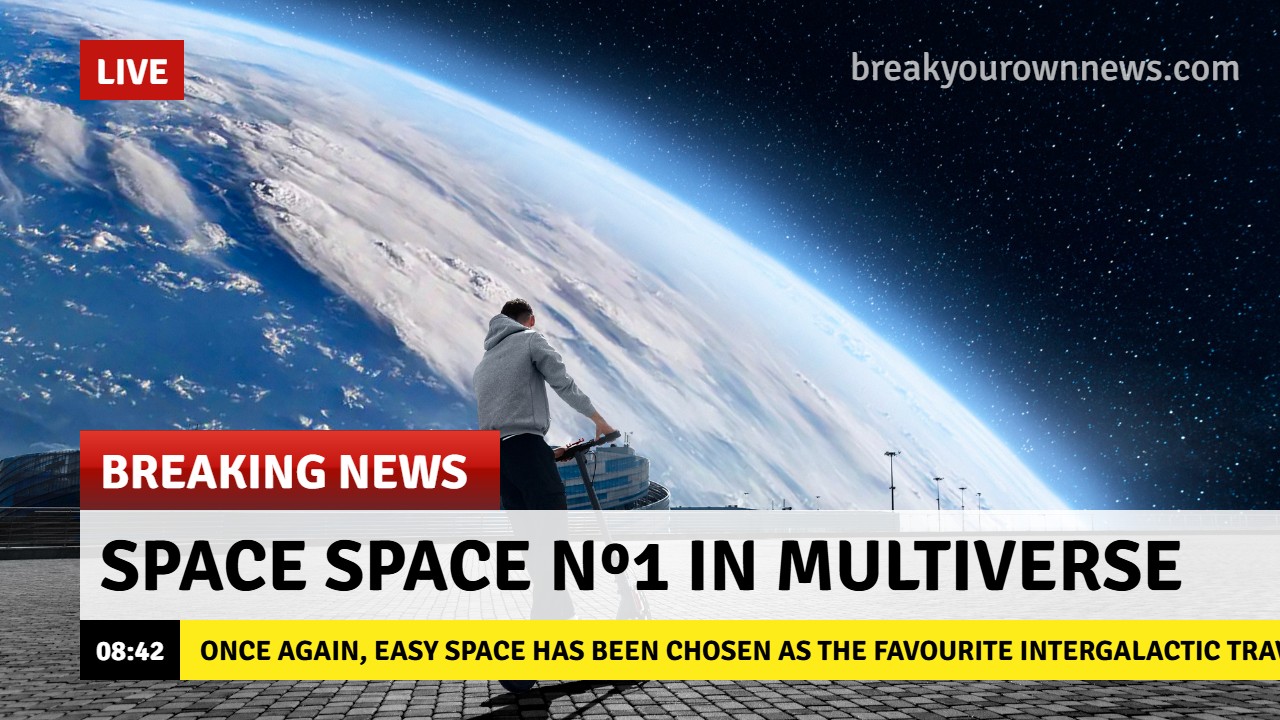 LIVE
breakyourownnews.com
BREAKING NEWS
SPACE SPACE Nº1 IN MULTIVERSE
08:42
ONCE AGAIN, EASY SPACE HAS BEEN CHOSEN AS THE FAVOURITE INTERGALACTIC